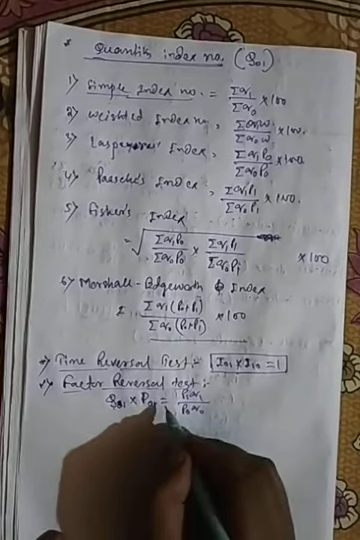 * Quantity index no. (Q₀₁)
1) Simple Index no. = Σq₁ / Σq₀ × 100
2) Weighted Index no, = Σq₁w / Σq₀w × 100.
3) Laspeyres' Index, = Σq₁P₀ / Σq₀P₀ × 100.
4) Paasche's Index, = Σq₁P₁ / Σq₀P₁ × 100.
5) Fisher's Index
= √(Σq₁P₀ / Σq₀P₀ × Σq₁P₁ / Σq₀P₁) × 100
6) Marshall-Edgeworth Index
= Σq₁(P₀+P₁) / Σq₀(P₀+P₁) × 100
Time Reversal Test :- I₀₁ × I₁₀ = 1
Factor Reversal test :-
Q₀₁ × P₀₁ = P₁q₁ / P₀q₀